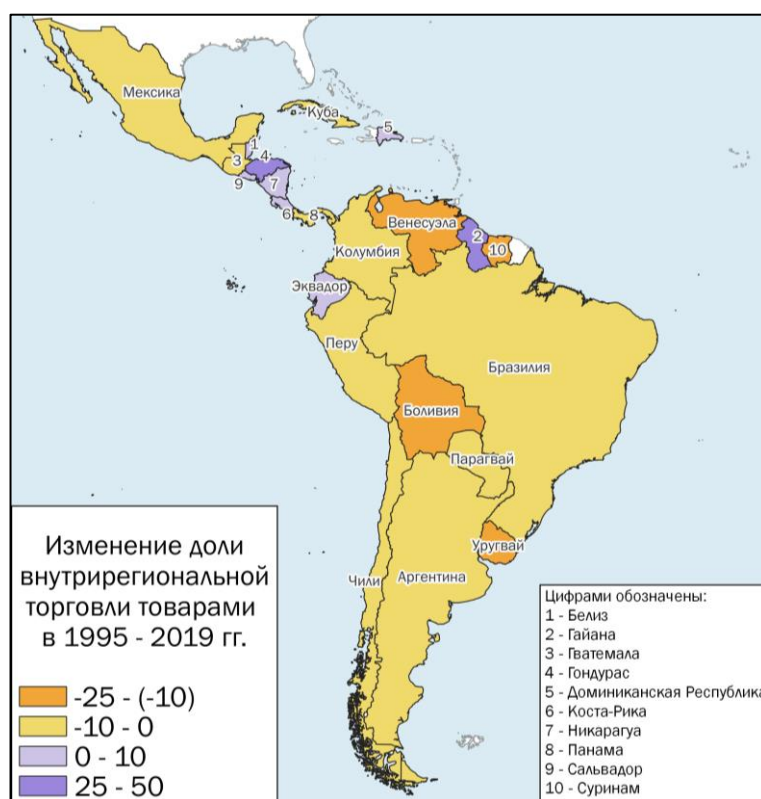 Мексика
Куба
5
1
3
4
9
7
6
8
Венесуэла
2
10
Колумбия
Эквадор
Перу
Бразилия
Боливия
Парагвай
Уругвай
Чили
Аргентина
Изменение доли
внутрирегиональной
торговли товарами
в 1995 - 2019 гг.
-25 - (-10)
-10 - 0
0 - 10
25 - 50
Цифрами обозначены:
1 - Белиз
2 - Гайана
3 - Гватемала
4 - Гондурас
5 - Доминиканская Республика
6 - Коста-Рика
7 - Никарагуа
8 - Панама
9 - Сальвадор
10 - Суринам